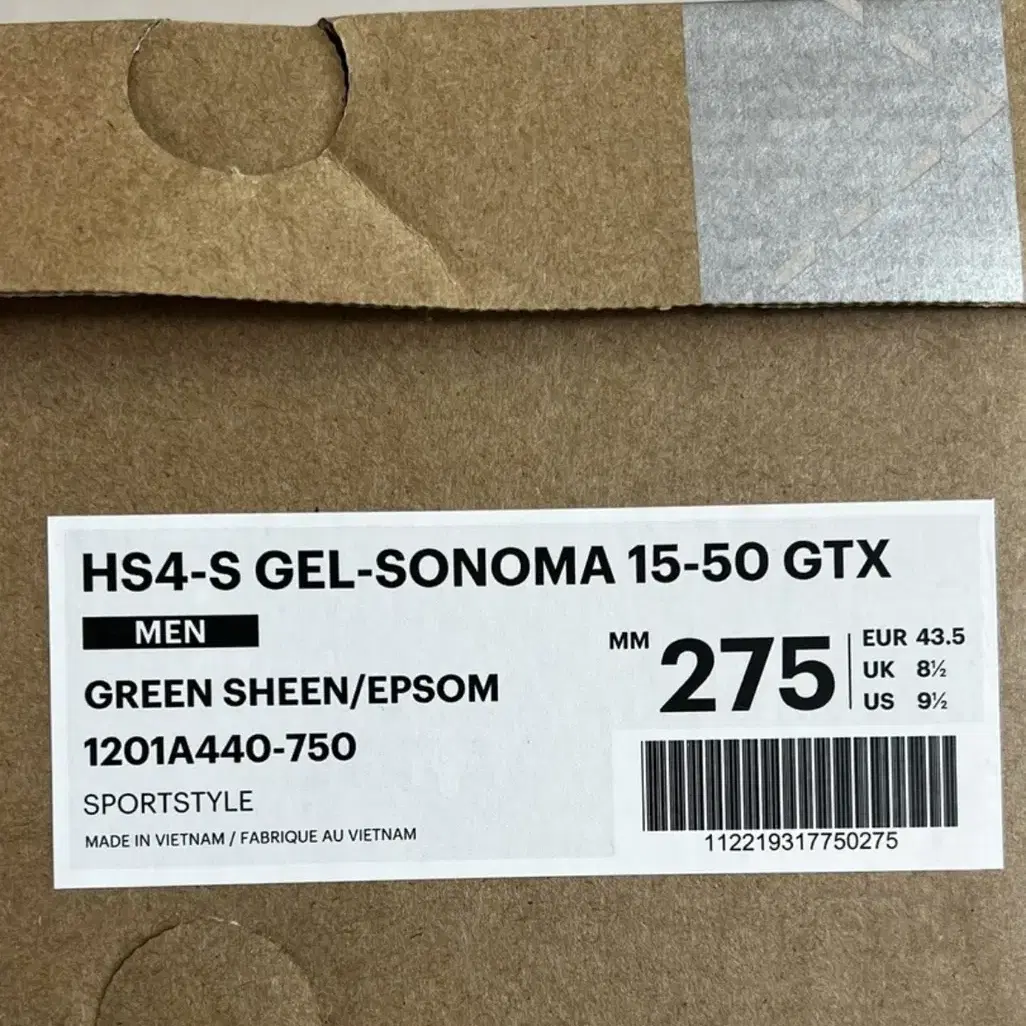 HS4-S GEL-SONOMA 15-50 GTX
MEN
GREEN SHEEN/EPSOM
1201A440-750
SPORTSTYLE
MADE IN VIETNAM / FABRIQUE AU VIETNAM
MM 275
EUR 43.5
UK 8½
US 9½
112219317750275